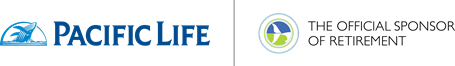 PACIFIC LIFE
THE OFFICIAL SPONSOR
OF RETIREMENT